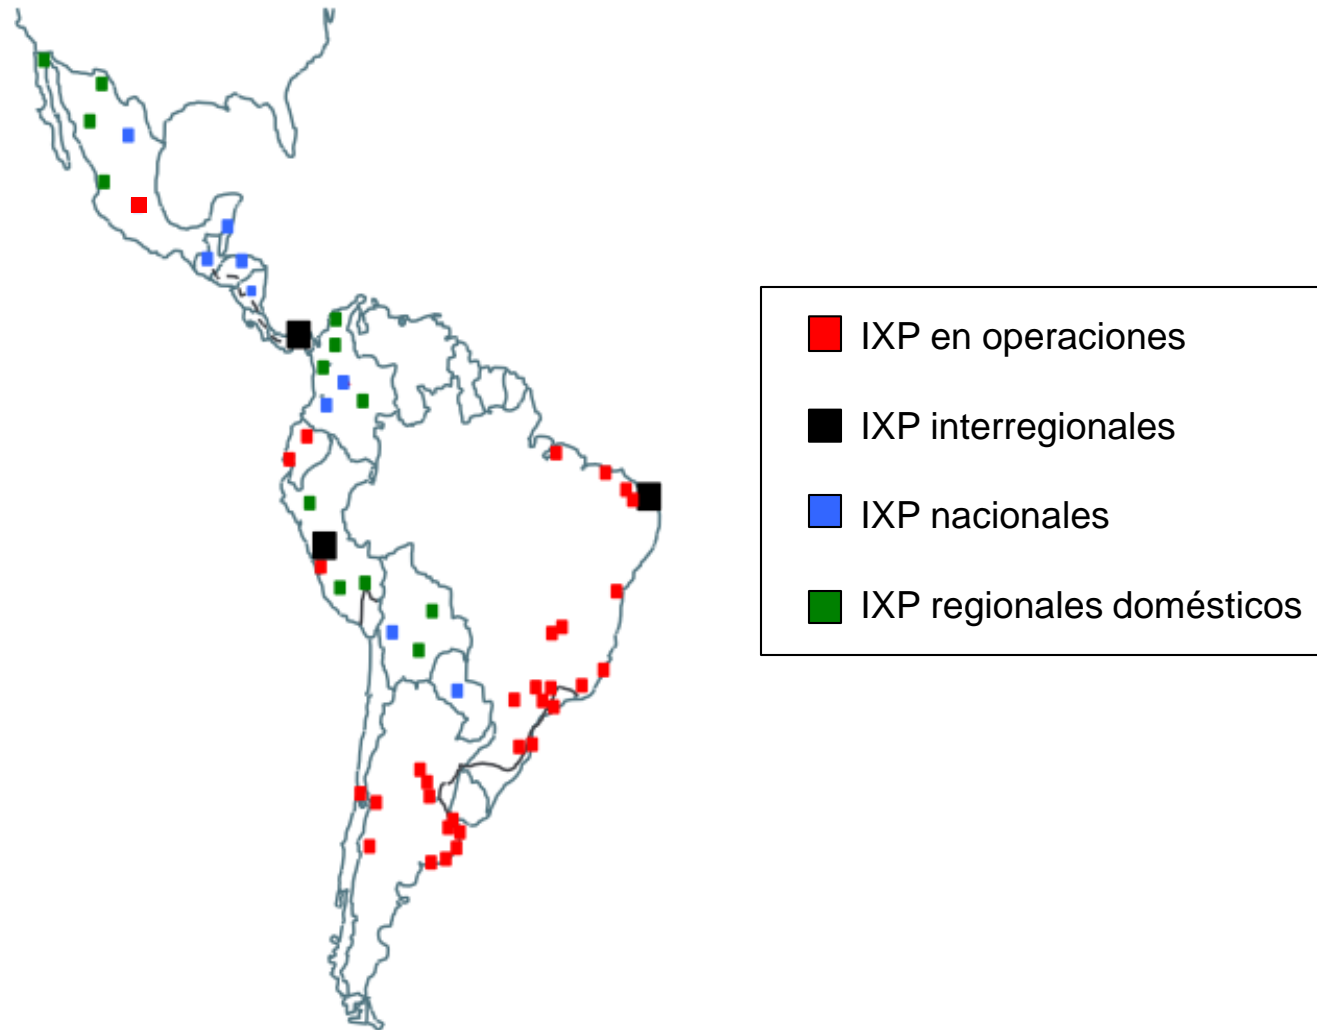 IXP en operaciones
IXP interregionales
IXP nacionales
IXP regionales domésticos